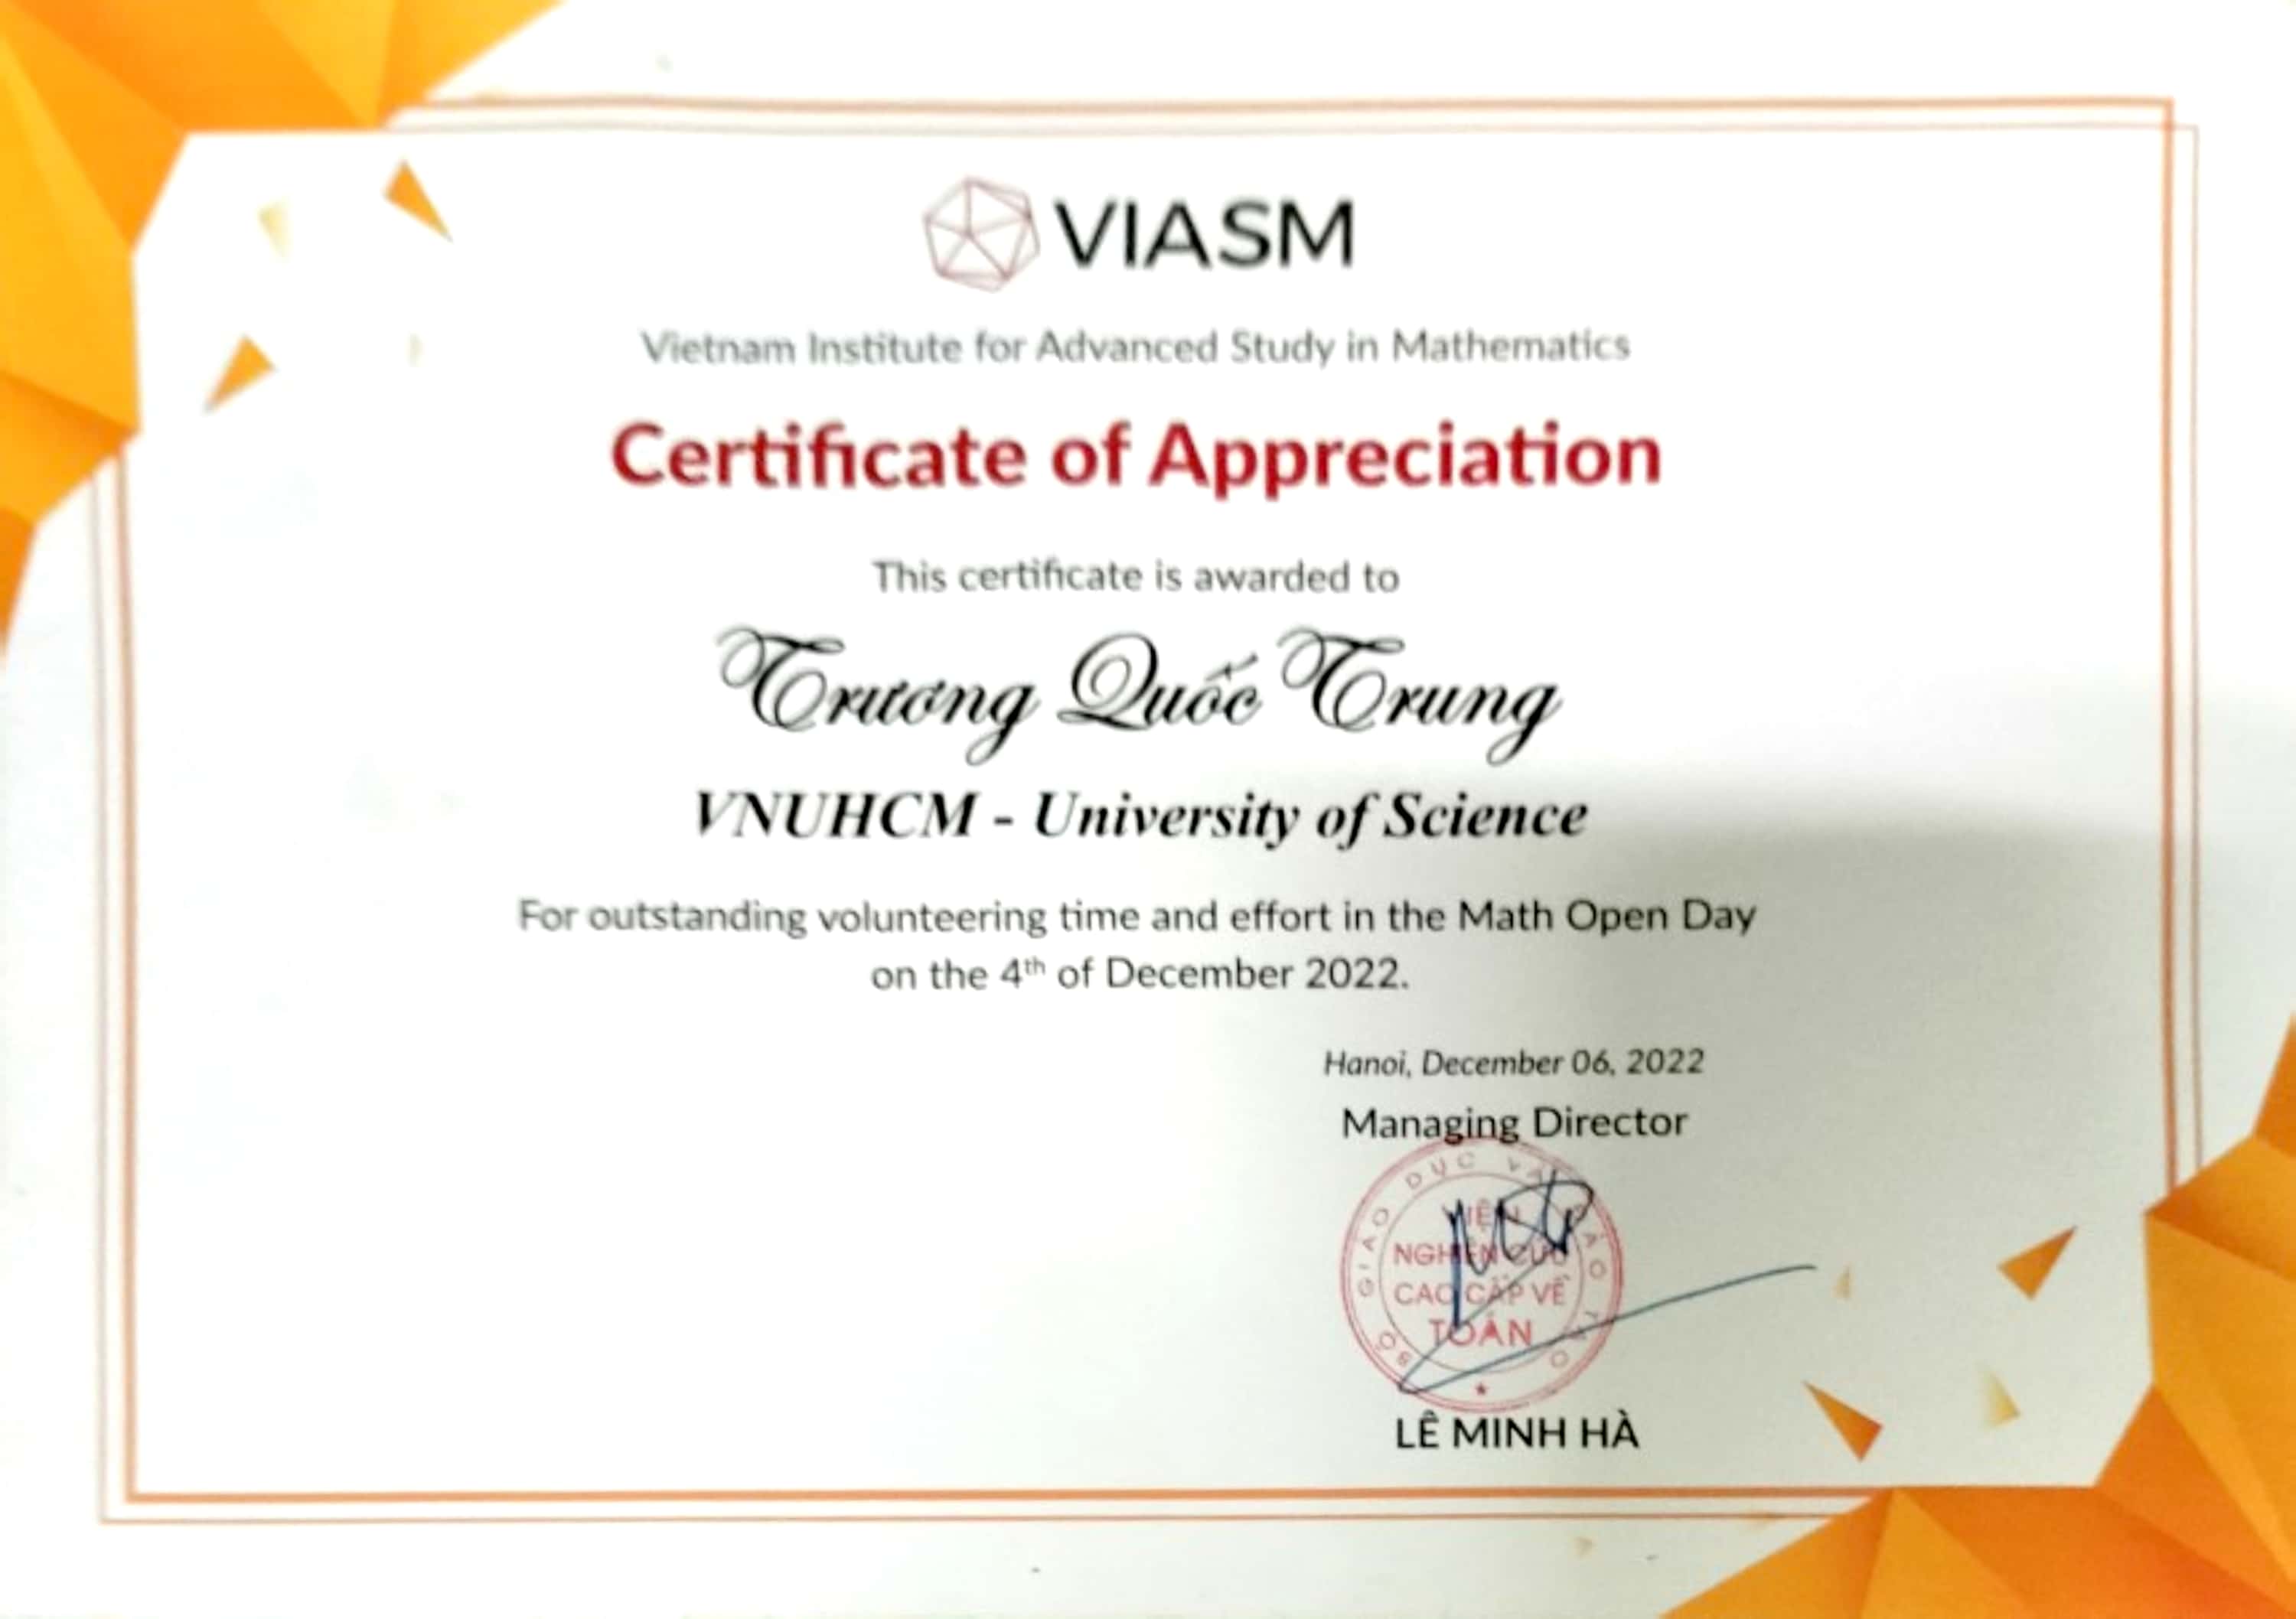 VIASM
Vietnam Institute for Advanced Study in Mathematics
Certificate of Appreciation
This certificate is awarded to
Trương Quốc Trung
VNUHCM - University of Science
For outstanding volunteering time and effort in the Math Open Day
on the 4th of December 2022.
Hanoi, December 06, 2022
Managing Director
BỘ GIÁO DỤC VÀ ĐÀO TẠO
VIỆN
NGHIÊN CỨU
CAO CẤP VỀ
TOÁN
LÊ MINH HÀ